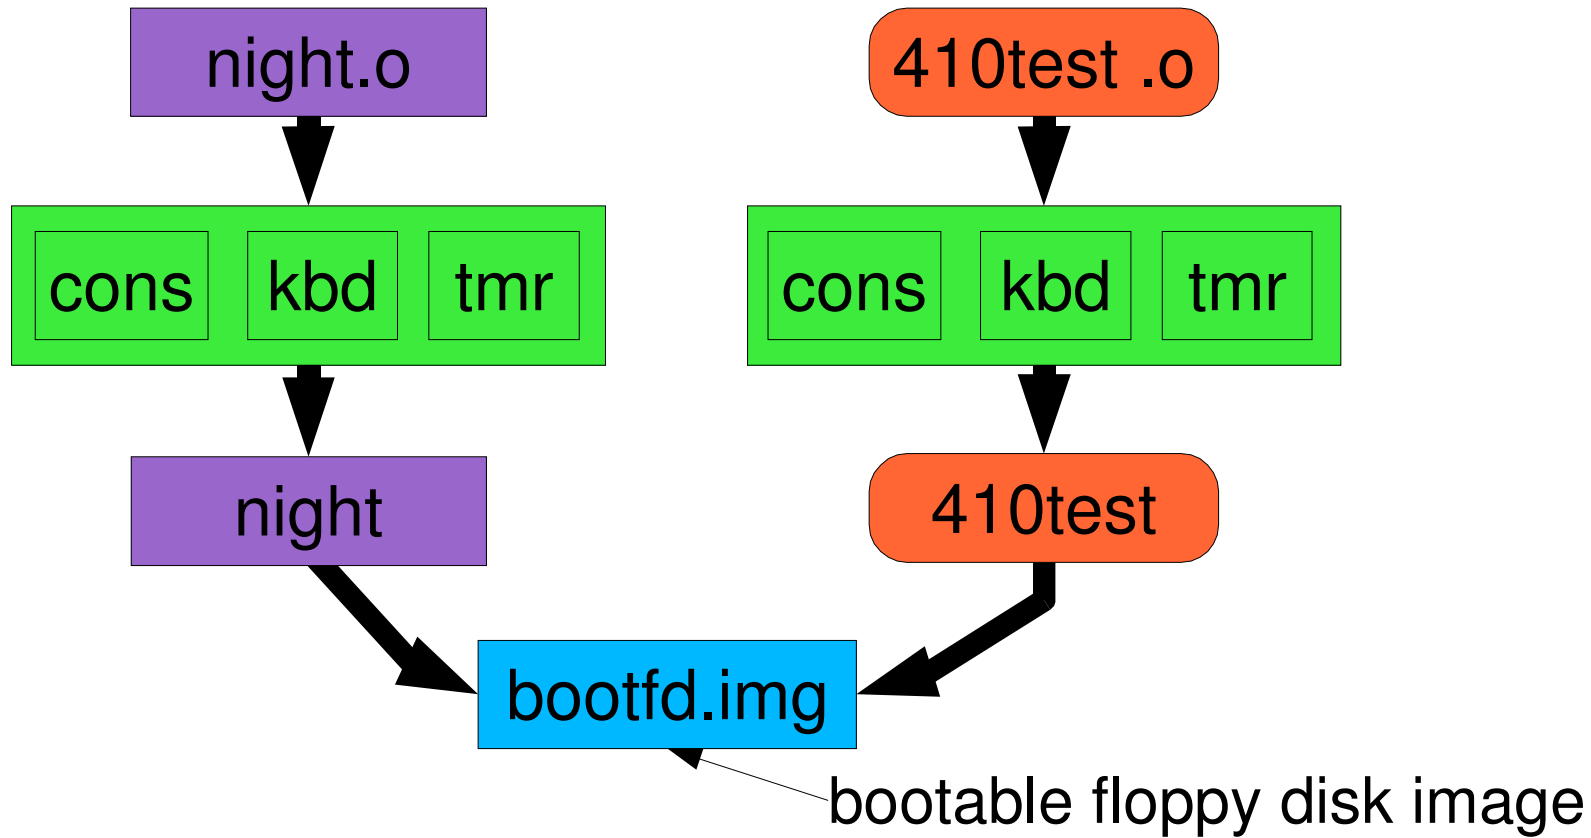 night.o
410test .o
cons kbd tmr
cons kbd tmr
night
410test
bootfd.img
bootable floppy disk image